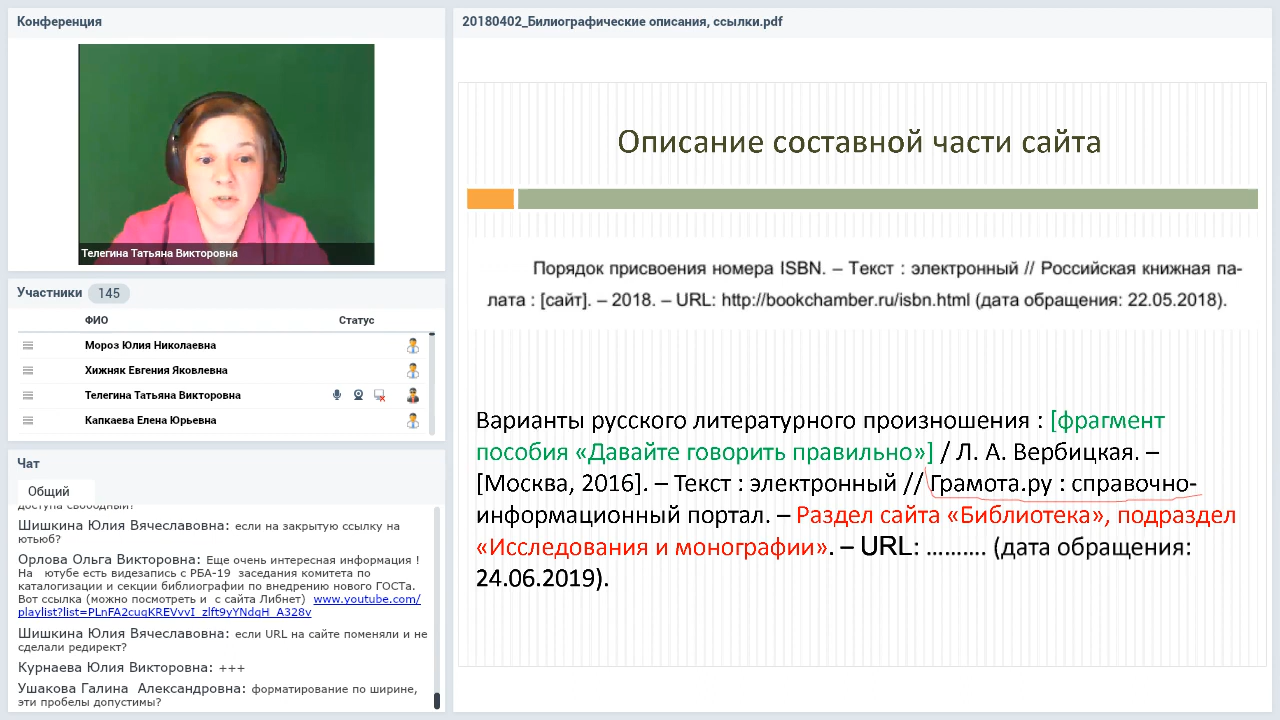 Конференция
Телегина Татьяна Викторовна
Участники 145
ФИО Статус
Мороз Юлия Николаевна
Хижняк Евгения Яковлевна
Телегина Татьяна Викторовна
Капкаева Елена Юрьевна
Чат
Общий
доступа свободный?
Шишкина Юлия Вячеславовна: если на закрытую ссылку на
ютьюб?
Орлова Ольга Викторовна: Еще очень интересная информация !
На ютубе есть видезапись с РБА-19 заседания комитета по
каталогизации и секции библиографии по внедрению нового ГОСТа.
Вот ссылка (можно посмотреть и с сайта Либнет) www.youtube.com/
playlist?list=PLnFA2cuqKREVvvI_zlft9yYNdqH_A328v
Шишкина Юлия Вячеславовна: если URL на сайте поменяли и не
сделали редирект?
Курнаева Юлия Викторовна: +++
Ушакова Галина Александровна: форматирование по ширине,
эти пробелы допустимы?
20180402_Билиографические описания, ссылки.pdf
Описание составной части сайта
Порядок присвоения номера ISBN. – Текст : электронный // Российская книжная па-
лата : [сайт]. – 2018. – URL: http://bookchamber.ru/isbn.html (дата обращения: 22.05.2018).
Варианты русского литературного произношения : [фрагмент
пособия «Давайте говорить правильно»] / Л. А. Вербицкая. –
[Москва, 2016]. – Текст : электронный // Грамота.ру : справочно-
информационный портал. – Раздел сайта «Библиотека», подраздел
«Исследования и монографии». – URL: ………. (дата обращения:
24.06.2019).